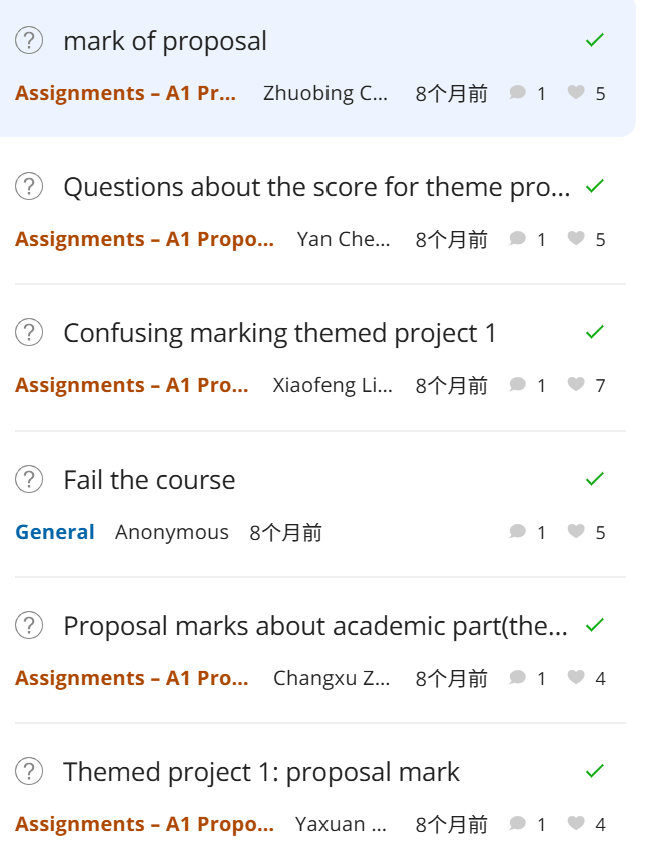 mark of proposal
Assignments – A1 Pr... Zhuobing C... 8个月前 1 5
Questions about the score for theme pro...
Assignments – A1 Propo... Yan Che... 8个月前 1 5
Confusing marking themed project 1
Assignments – A1 Pro... Xiaofeng Li... 8个月前 1 7
Fail the course
General Anonymous 8个月前 1 5
Proposal marks about academic part(the...
Assignments – A1 Pro... Changxu Z... 8个月前 1 4
Themed project 1: proposal mark
Assignments – A1 Propo... Yaxuan ... 8个月前 1 4